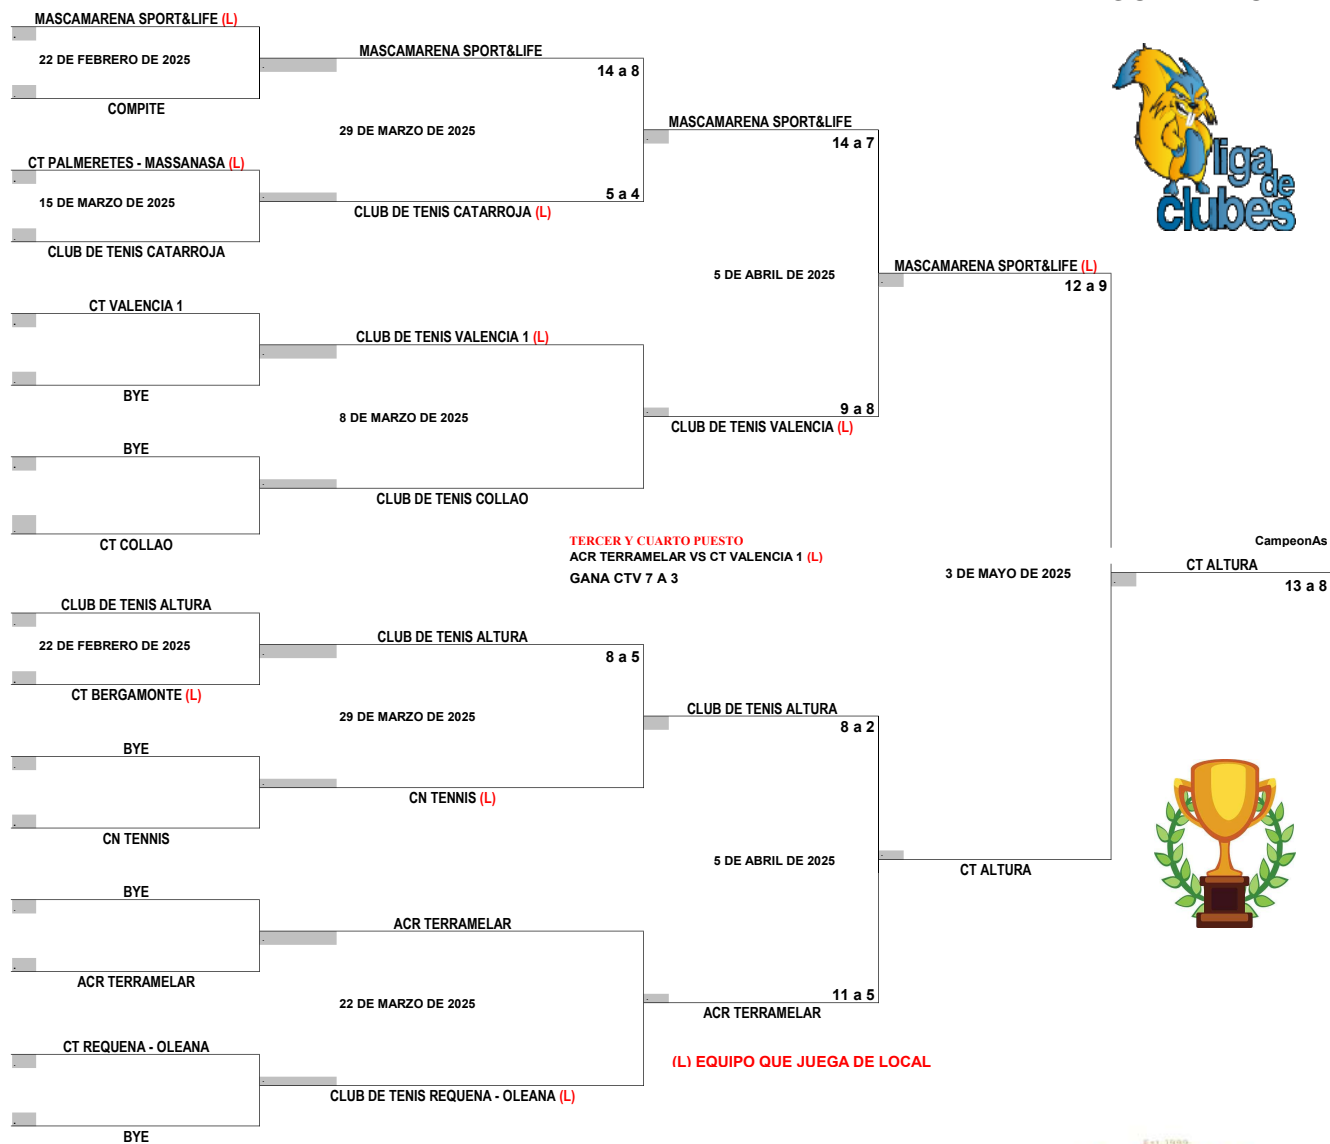 MASCAMARENA SPORT&LIFE (L)
22 DE FEBRERO DE 2025
COMPITE
MASCAMARENA SPORT&LIFE
14 a 8
29 DE MARZO DE 2025
CT PALMERETES - MASSANASA (L)
15 DE MARZO DE 2025
CLUB DE TENIS CATARROJA
5 a 4
CLUB DE TENIS CATARROJA (L)
MASCAMARENA SPORT&LIFE
14 a 7
liga
de
clubes
5 DE ABRIL DE 2025
MASCAMARENA SPORT&LIFE (L)
12 a 9
CT VALENCIA 1
BYE
CLUB DE TENIS VALENCIA 1 (L)
8 DE MARZO DE 2025
9 a 8
CLUB DE TENIS VALENCIA (L)
BYE
CT COLLAO
CLUB DE TENIS COLLAO
TERCER Y CUARTO PUESTO
ACR TERRAMELAR VS CT VALENCIA 1 (L)
GANA CTV 7 A 3
3 DE MAYO DE 2025
CampeonAs
CT ALTURA
13 a 8
CLUB DE TENIS ALTURA
22 DE FEBRERO DE 2025
CT BERGAMONTE (L)
CLUB DE TENIS ALTURA
8 a 5
29 DE MARZO DE 2025
BYE
CN TENNIS
CN TENNIS (L)
CLUB DE TENIS ALTURA
8 a 2
5 DE ABRIL DE 2025
CT ALTURA
BYE
ACR TERRAMELAR
ACR TERRAMELAR
22 DE MARZO DE 2025
11 a 5
ACR TERRAMELAR
CT REQUENA - OLEANA
BYE
CLUB DE TENIS REQUENA - OLEANA (L)
(L) EQUIPO QUE JUEGA DE LOCAL